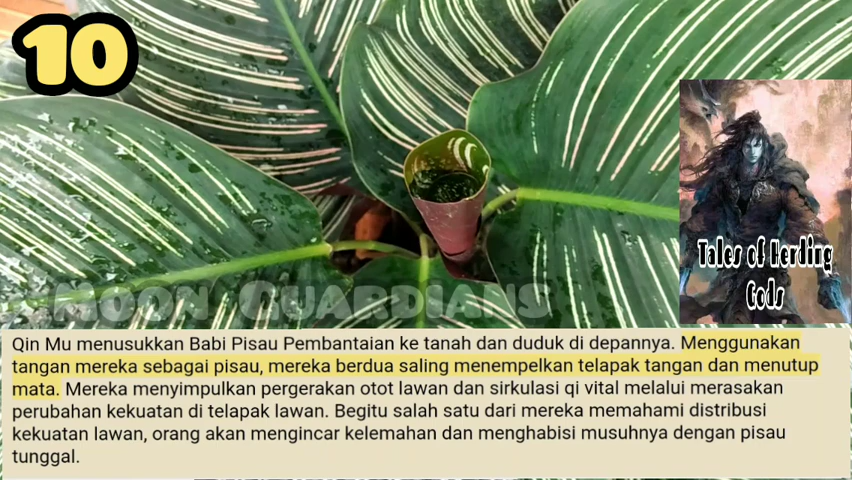 10
Tales of Herding
Gods
Moon Guardians
Qin Mu menusukkan Babi Pisau Pembantaian ke tanah dan duduk di depannya. Menggunakan
tangan mereka sebagai pisau, mereka berdua saling menempelkan telapak tangan dan menutup
mata. Mereka menyimpulkan pergerakan otot lawan dan sirkulasi qi vital melalui merasakan
perubahan kekuatan di telapak lawan. Begitu salah satu dari mereka memahami distribusi
kekuatan lawan, orang akan mengincar kelemahan dan menghabisi musuhnya dengan pisau
tunggal.